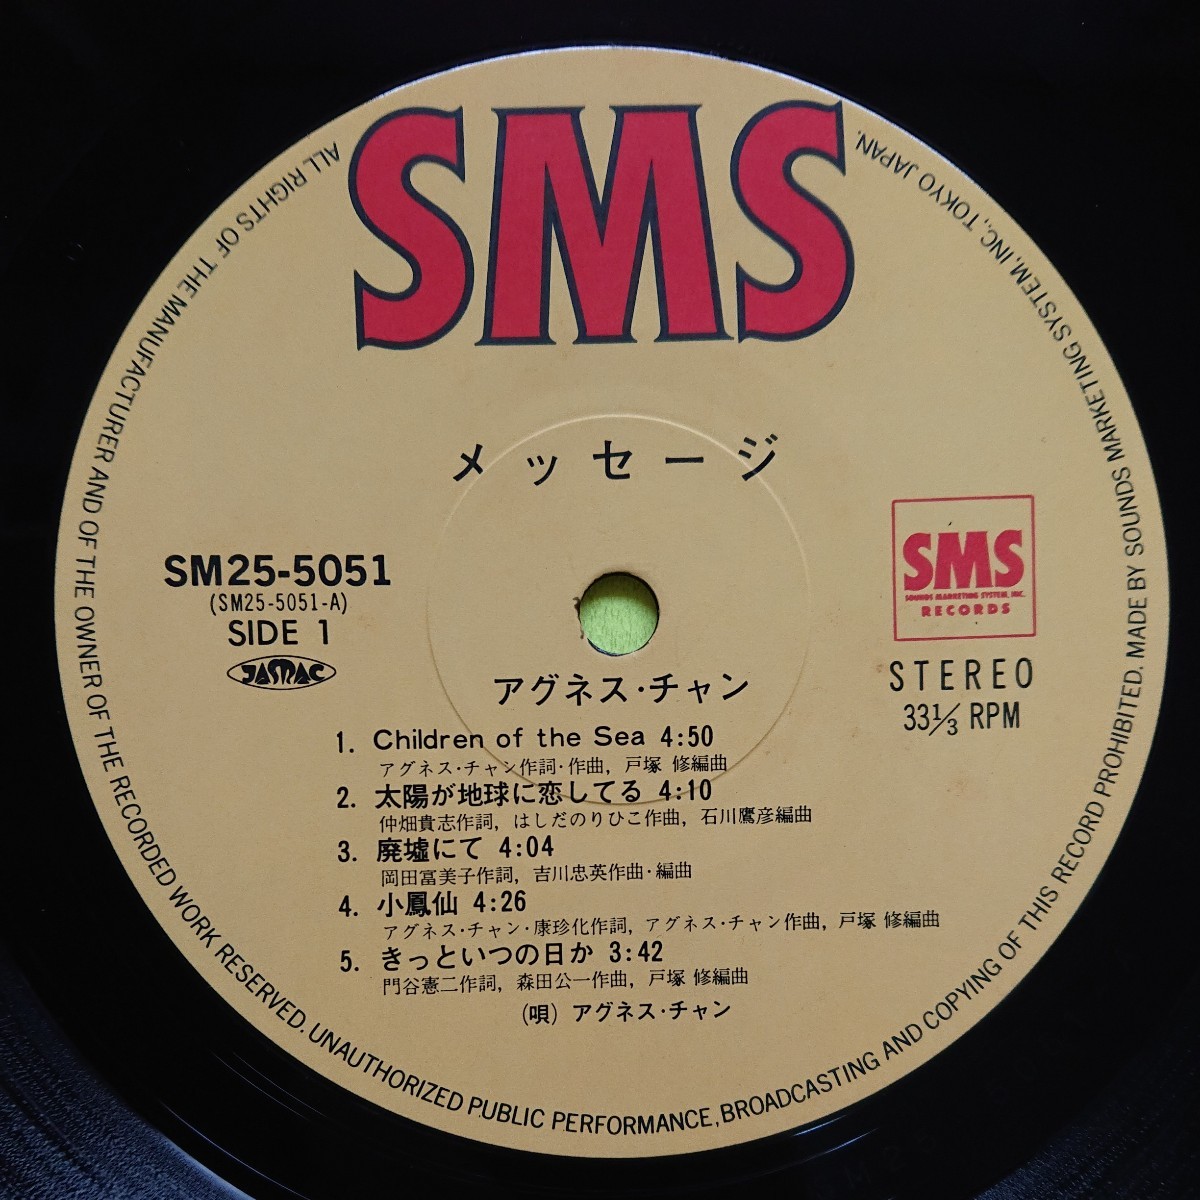 SMS
ALL RIGHTS OF THE MANUFACTURER AND OF THE OWNER OF THE RECORDED WORK RESERVED. UNAUTHORIZED PUBLIC PERFORMANCE, BROADCASTING AND COPYING OF THIS RECORD PROHIBITED. MADE BY SOUNDS MARKETING SYSTEM, INC., TOKYO JAPAN.
メッセージ
SM25-5051
(SM25-5051-A)
SIDE 1
JASRAC
SMS
SOUNDS MARKETING SYSTEM, INC.
RECORDS
STEREO
33 1/3 RPM
アグネス・チャン
1. Children of the Sea 4:50
アグネス・チャン作詞・作曲, 戸塚 修編曲
2. 太陽が地球に恋してる 4:10
仲畑貴志作詞, はしだのりひこ作曲, 石川鷹彦編曲
3. 廃墟にて 4:04
岡田冨美子作詞, 吉川忠英作曲・編曲
4. 小鳳仙 4:26
アグネス・チャン・康珍化作詞, アグネス・チャン作曲, 戸塚 修編曲
5. きっといつの日か 3:42
門谷憲二作詞, 森田公一作曲, 戸塚 修編曲
(唄) アグネス・チャン